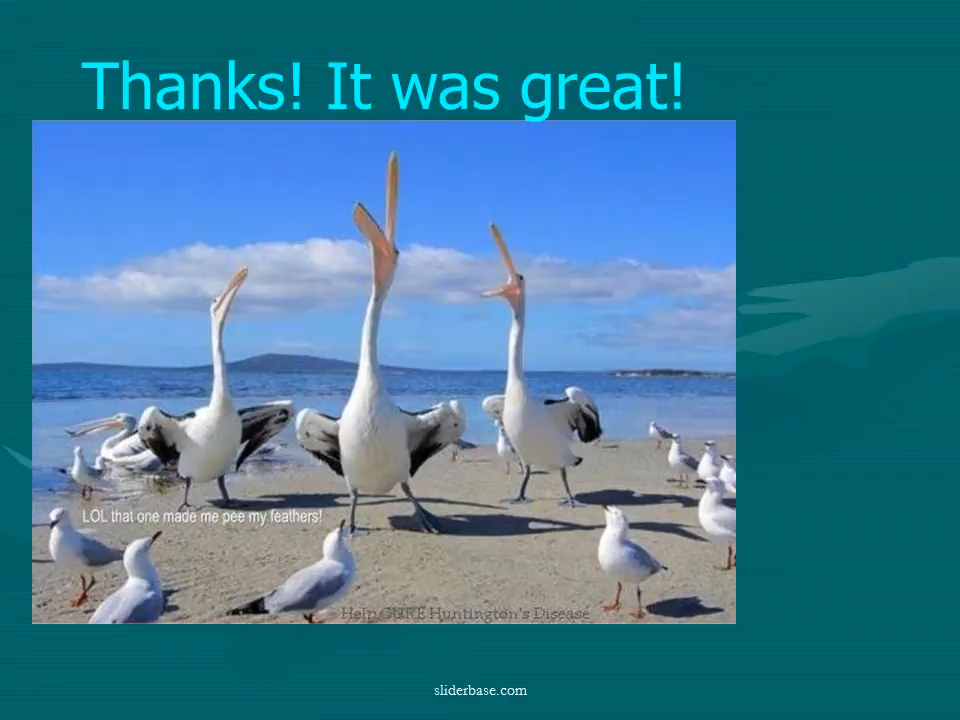 Thanks! It was great!
LOL that one made me pee my feathers!
Help CURE Huntington's Disease
sliderbase.com